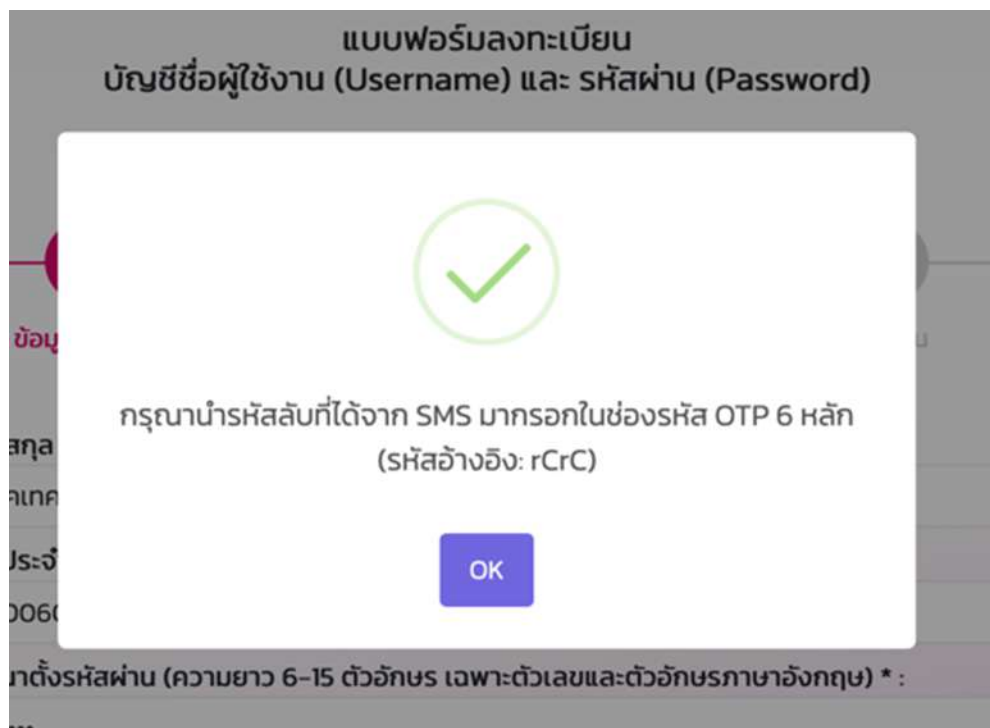 แบบฟอร์มลงทะเบียน
บัญชีชื่อผู้ใช้งาน (Username) และ รหัสผ่าน (Password)
กรุณานำรหัสลับที่ได้จาก SMS มากรอกในช่องรหัส OTP 6 หลัก
(รหัสอ้างอิง: rCrC)
สกุล
OK
ตั้งรหัสผ่าน (ความยาว 6-15 ตัวอักษร เฉพาะตัวเลขและตัวอักษรภาษาอังกฤษ) * :